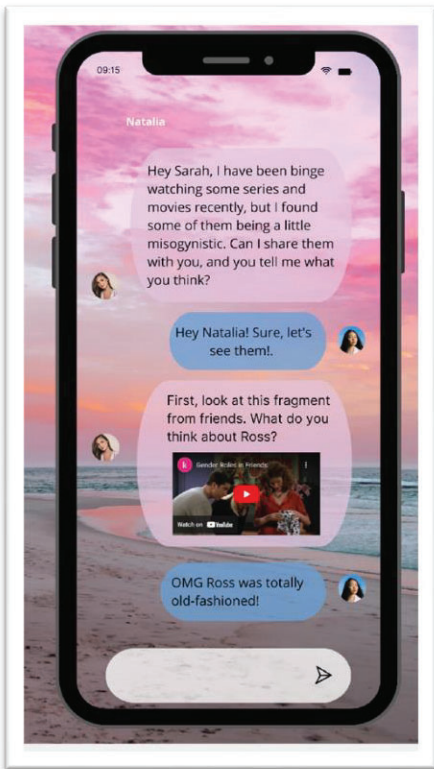 09:15
Natalia
Hey Sarah, I have been binge
watching some series and
movies recently, but I found
some of them being a little
misogynistic. Can I share them
with you, and you tell me what
you think?
Hey Natalia! Sure, let's
see them!.
First, look at this fragment
from friends. What do you
think about Ross?
k Gender Roles in Friends
Watch on YouTube
OMG Ross was totally
old-fashioned!